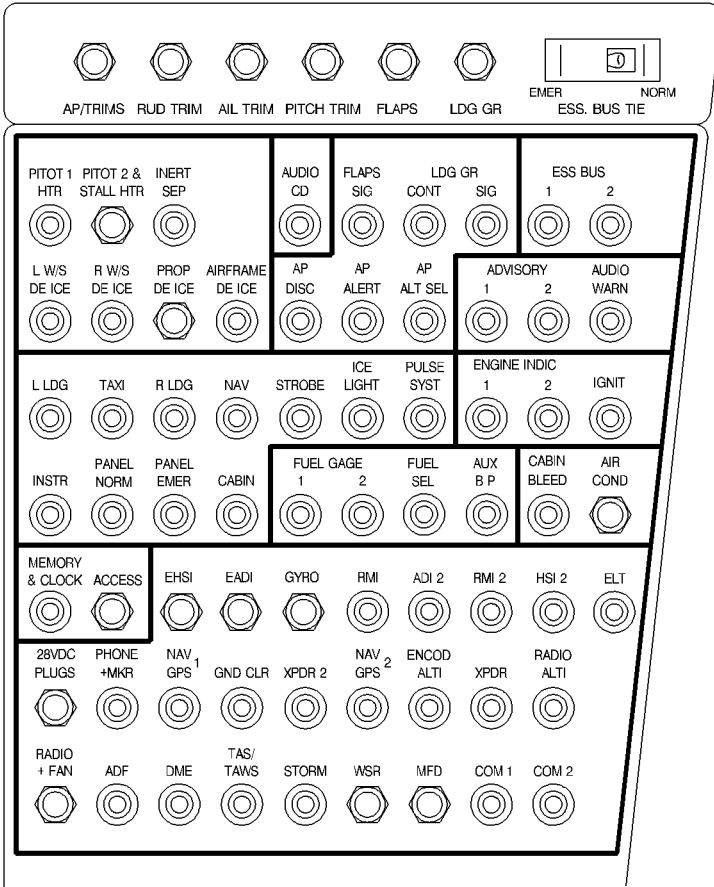 EMER NORM
AP/TRIMS RUD TRIM AIL TRIM PITCH TRIM FLAPS LDG GR ESS. BUS TIE
PITOT 1 PITOT 2 & INERT AUDIO FLAPS LDG GR ESS BUS
HTR STALL HTR SEP CD SIG CONT SIG 1 2
L W/S R W/S PROP AIRFRAME AP AP AP ADVISORY AUDIO
DE ICE DE ICE DE ICE DE ICE DISC ALERT ALT SEL 1 2 WARN
ICE PULSE ENGINE INDIC
L LDG TAXI R LDG NAV STROBE LIGHT SYST 1 2 IGNIT
PANEL PANEL FUEL GAGE FUEL AUX CABIN AIR
INSTR NORM EMER CABIN 1 2 SEL B P BLEED COND
MEMORY
& CLOCK ACCESS EHSI EADI GYRO RMI ADI 2 RMI 2 HSI 2 ELT
28VDC PHONE NAV 1 NAV 2 ENCOD RADIO
PLUGS +MKR GPS GND CLR XPDR 2 GPS ALTI XPDR ALTI
RADIO TAS/
+ FAN ADF DME TAWS STORM WSR MFD COM 1 COM 2